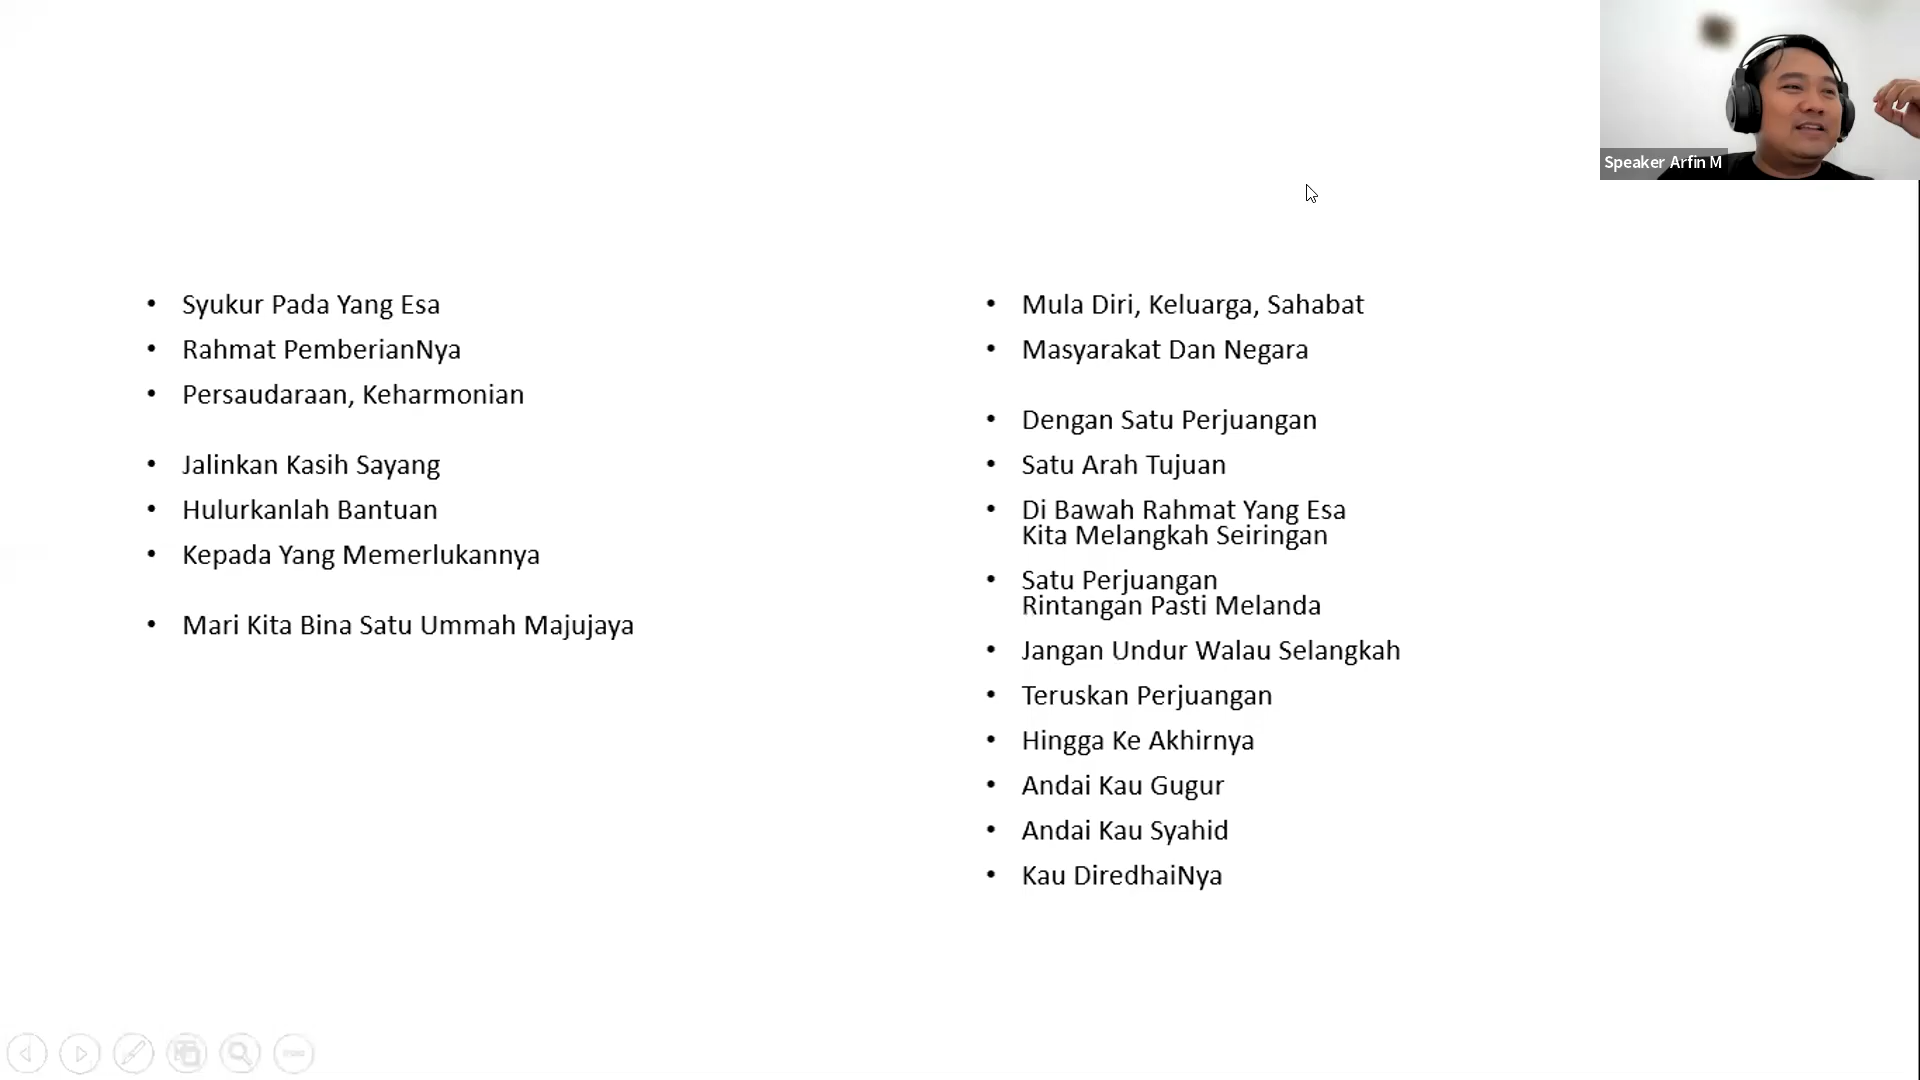 Speaker Arfin M
Syukur Pada Yang Esa
Rahmat PemberianNya
Persaudaraan, Keharmonian
Jalinkan Kasih Sayang
Hulurkanlah Bantuan
Kepada Yang Memerlukannya
Mari Kita Bina Satu Ummah Majujaya
Mula Diri, Keluarga, Sahabat
Masyarakat Dan Negara
Dengan Satu Perjuangan
Satu Arah Tujuan
Di Bawah Rahmat Yang Esa
Kita Melangkah Seiringan
Satu Perjuangan
Rintangan Pasti Melanda
Jangan Undur Walau Selangkah
Teruskan Perjuangan
Hingga Ke Akhirnya
Andai Kau Gugur
Andai Kau Syahid
Kau DiredhaiNya